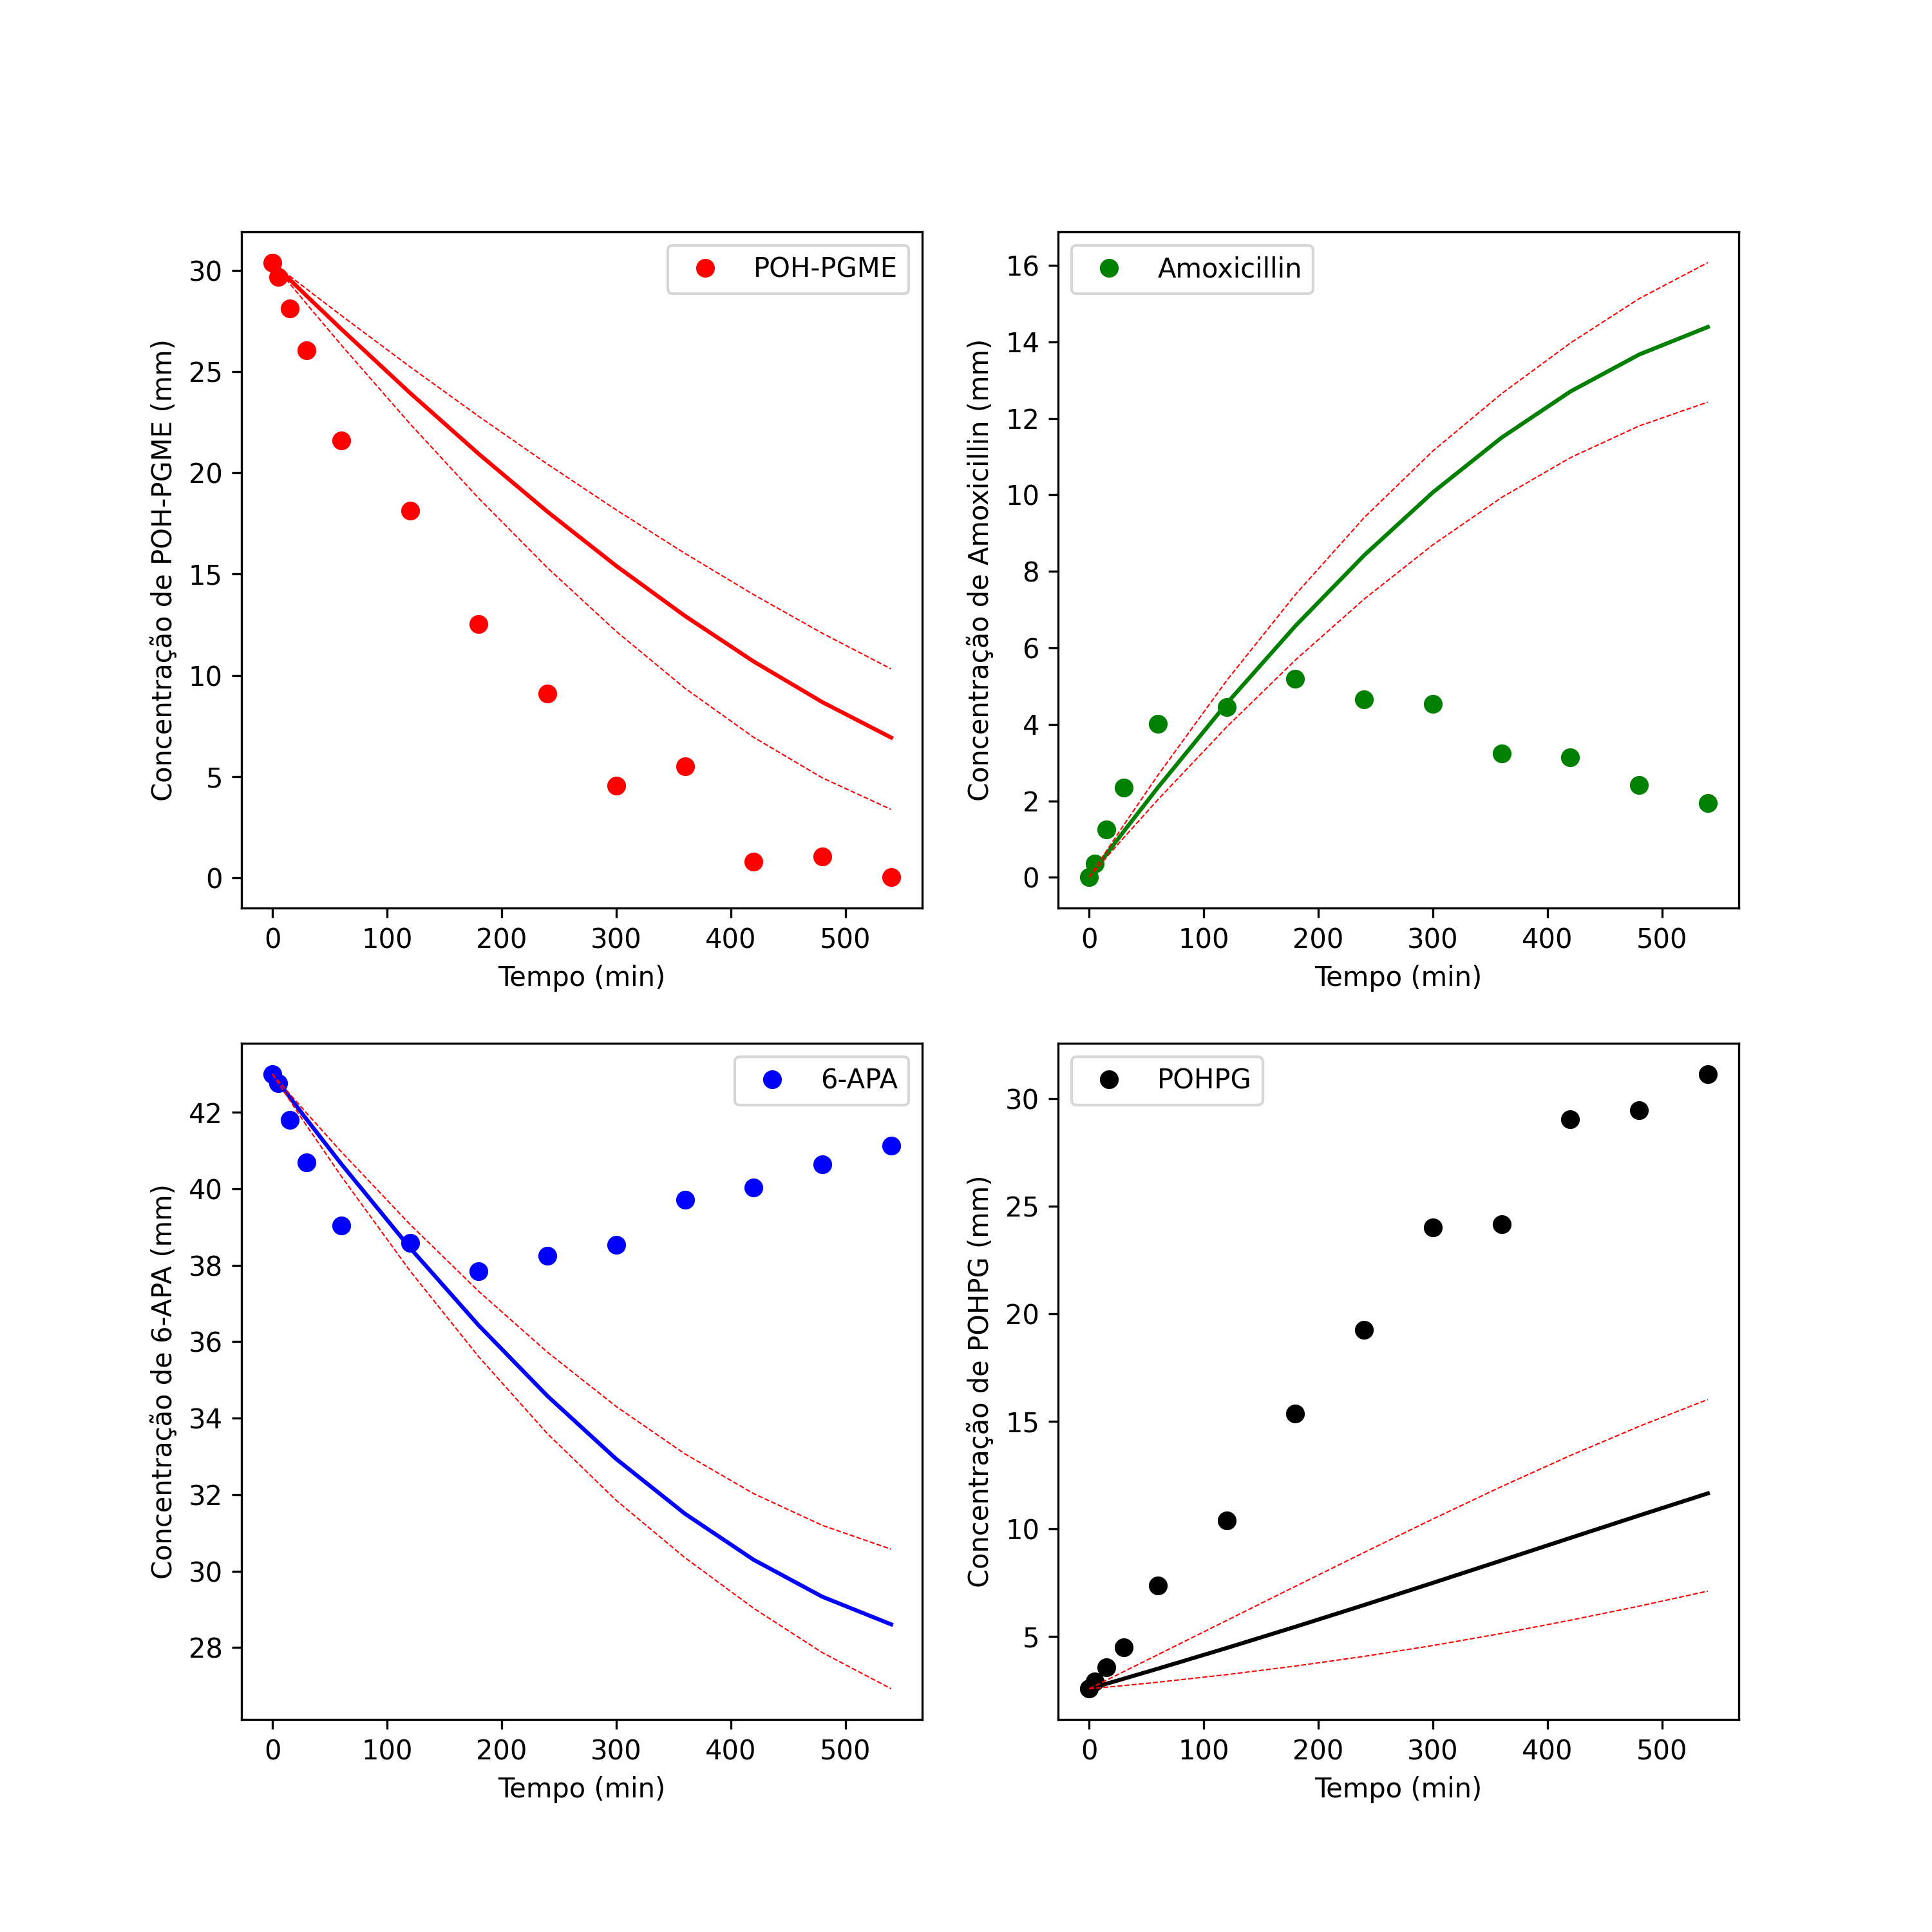 POH-PGME
Concentração de POH-PGME (mm)
30
25
20
15
10
5
0
0 100 200 300 400 500
Tempo (min)
Amoxicillin
Concentração de Amoxicillin (mm)
16
14
12
10
8
6
4
2
0
0 100 200 300 400 500
Tempo (min)
6-APA
Concentração de 6-APA (mm)
42
40
38
36
34
32
30
28
0 100 200 300 400 500
Tempo (min)
POHPG
Concentração de POHPG (mm)
30
25
20
15
10
5
0 100 200 300 400 500
Tempo (min)